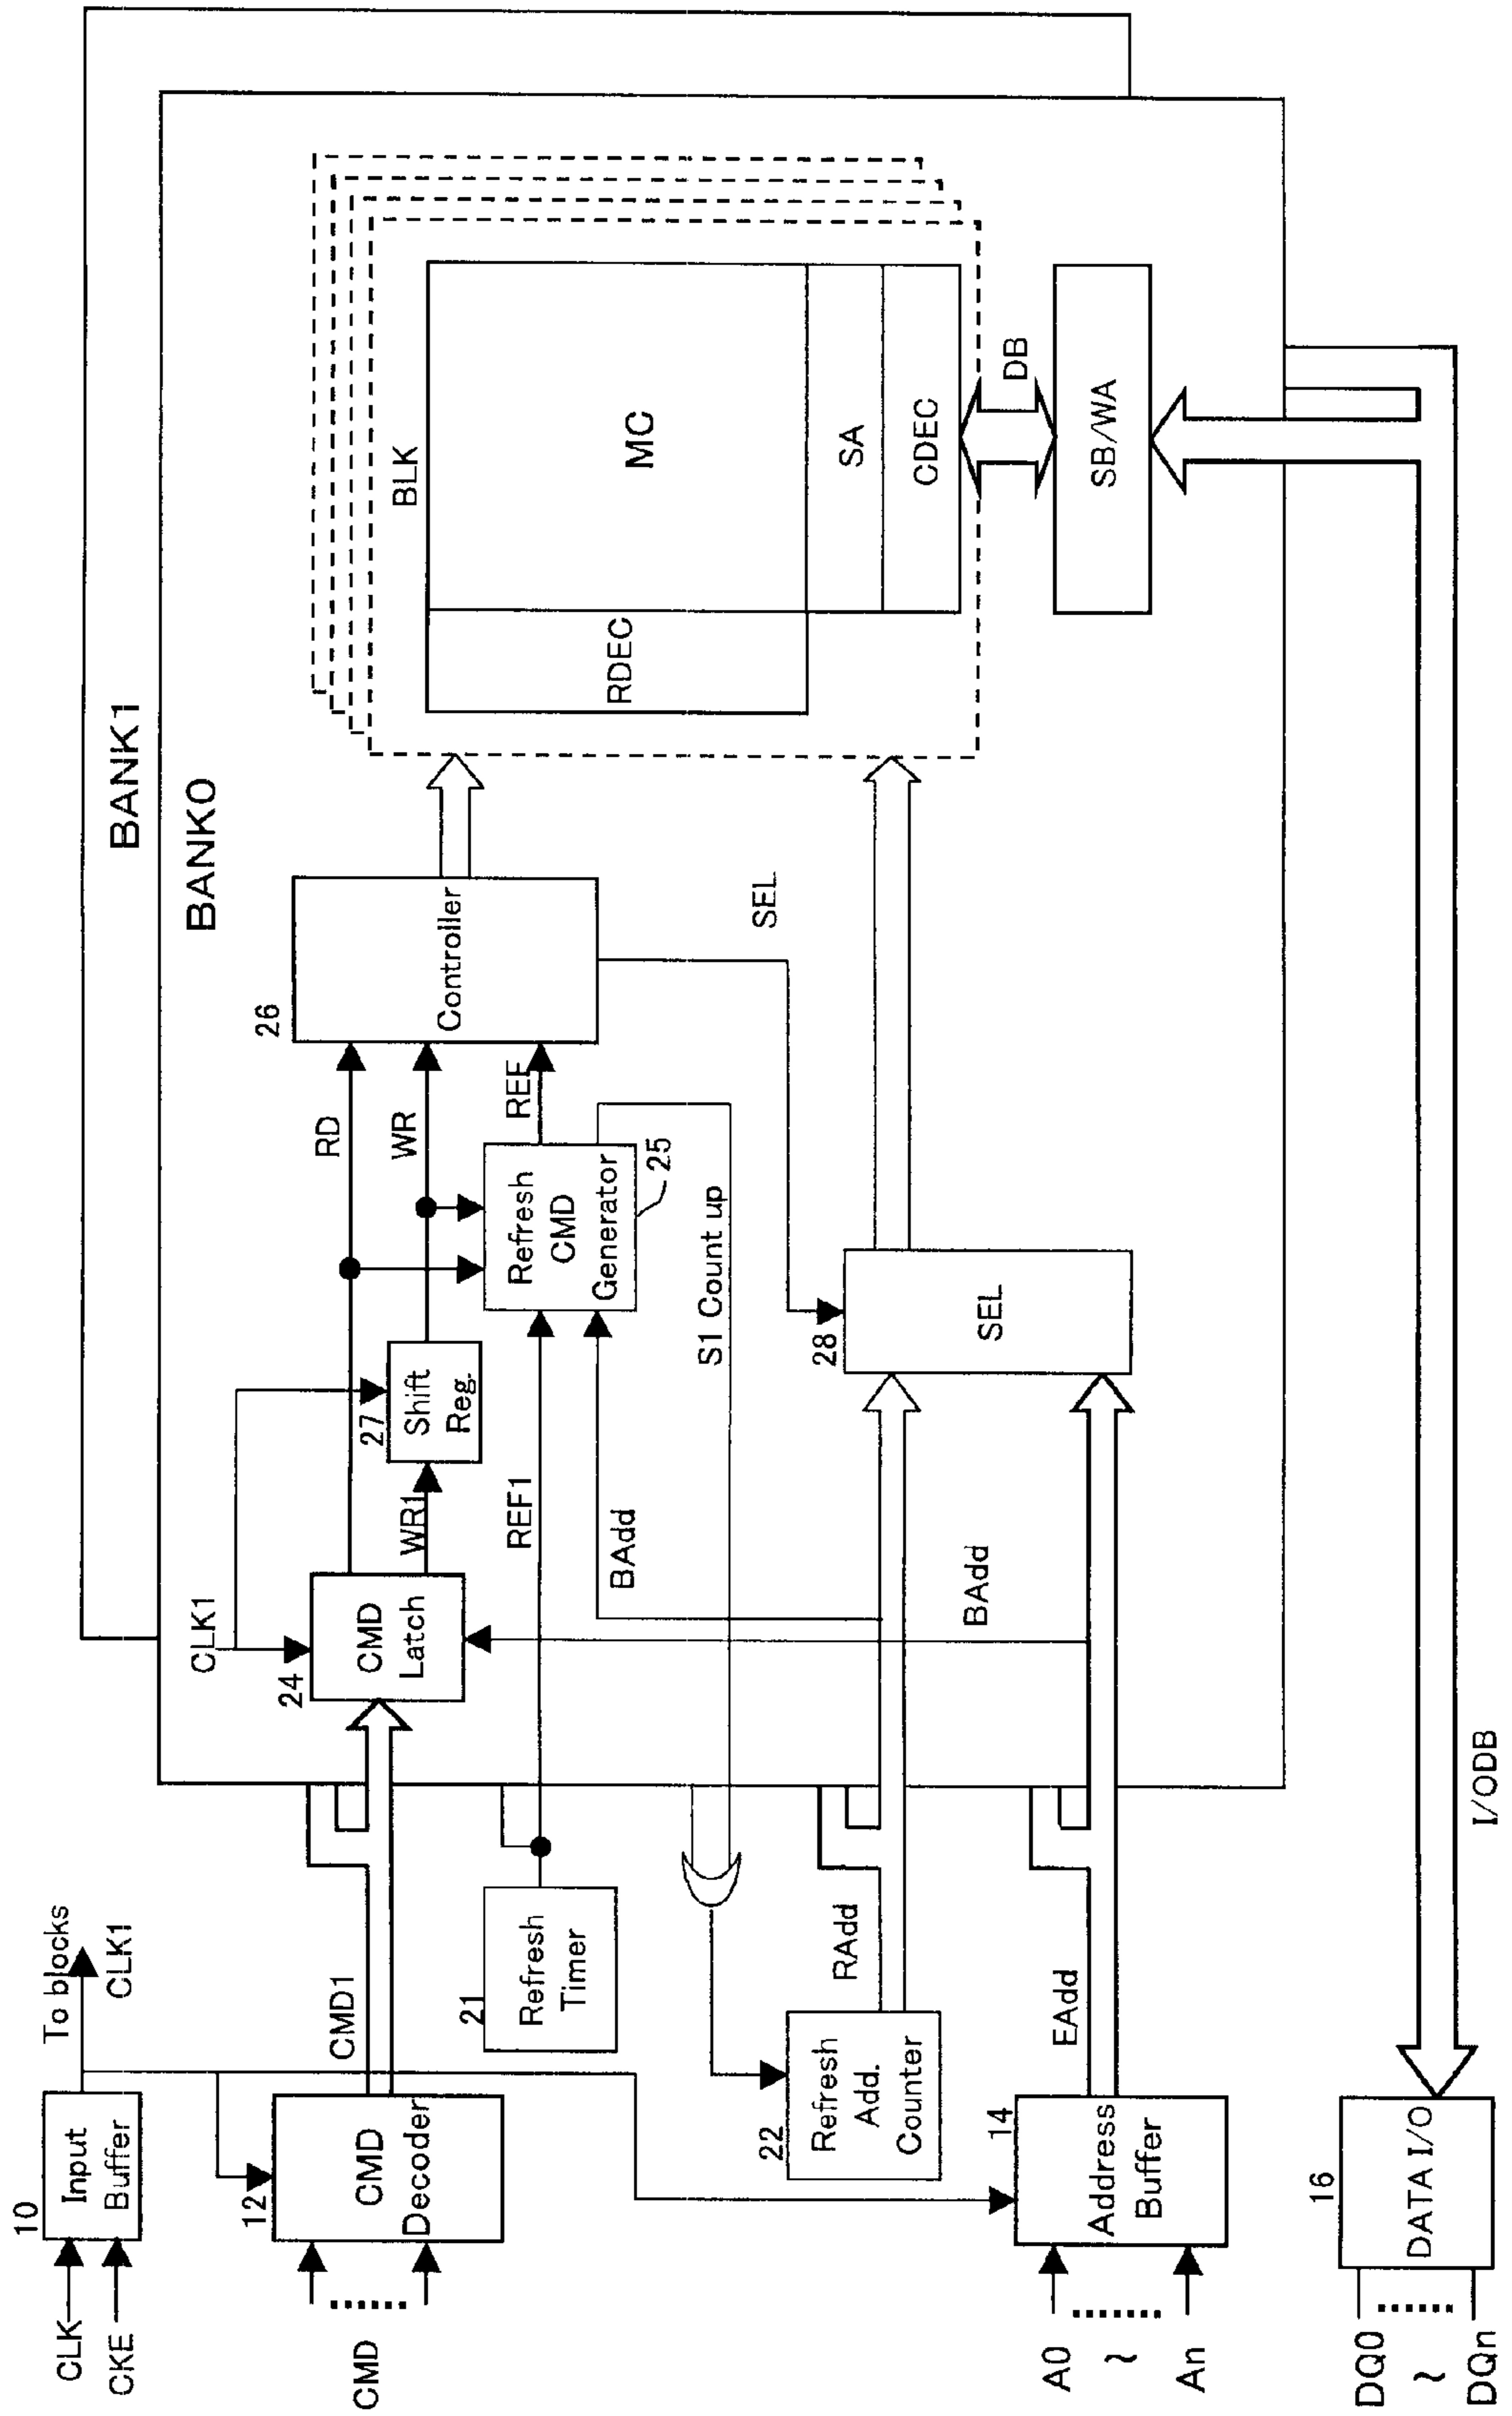 BANK1
BANK0
10
CLK
CKE
Input
Buffer
To blocks
CLK1
12
CMD
CMD
Decoder
CMD1
CLK1
24
CMD
Latch
RD
WR1
27
Shift
Reg.
WR
26
Controller
21
Refresh
Timer
REF1
BAdd
Refresh
CMD
Generator
25
REF
S1 Count up
SEL
22
Refresh
Add.
Counter
RAdd
28
SEL
BAdd
14
A0
~
An
Address
Buffer
EAdd
BLK
RDEC
MC
SA
CDEC
DB
SB/WA
16
DQ0
~
DQn
DATA I/O
I/ODB